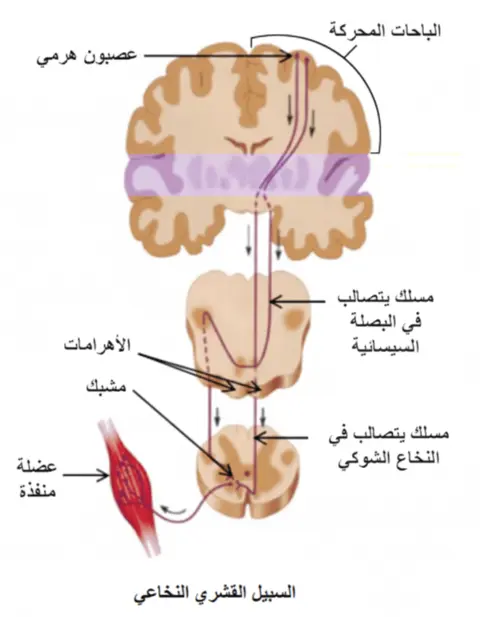 الباحات المحركة
عصبون هرمي
مسلك يتصالب
في البصلة
السيسائية
الأهرامات
مشبك
مسلك يتصالب في
النخاع الشوكي
عضلة
منفذة
السبيل القشري النخاعي